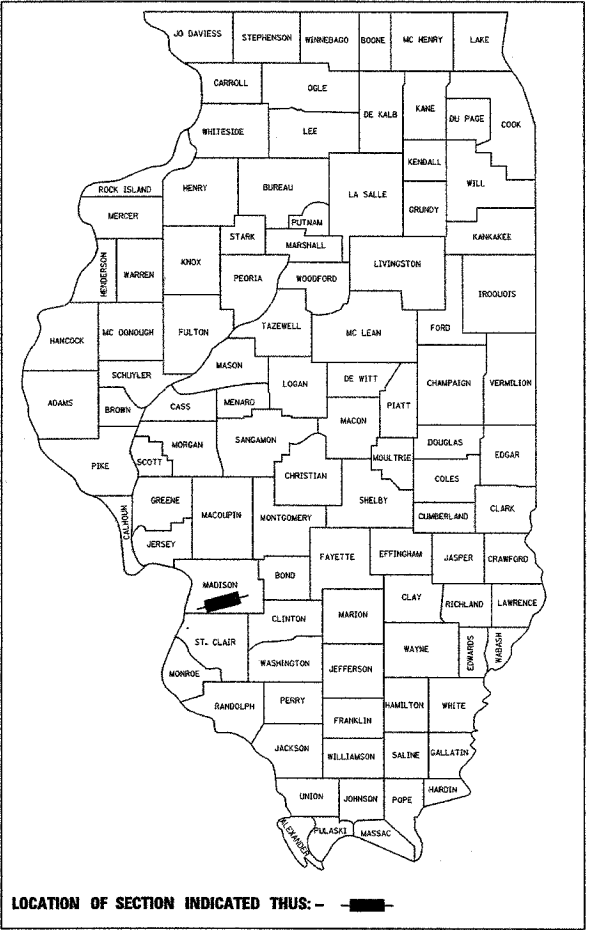 JO DAVIESS STEPHENSON WINNEBAGO BOONE MC HENRY LAKE
CARROLL OGLE DE KALB KANE DU PAGE COOK
WHITESIDE LEE
KENDALL
ROCK ISLAND HENRY BUREAU LA SALLE GRUNDY WILL
MERCER PUTNAM
STARK MARSHALL KANKAKEE
HENDERSON WARREN KNOX PEORIA WOODFORD LIVINGSTON IROQUOIS
HANCOCK MC DONOUGH FULTON TAZEWELL MC LEAN FORD
SCHUYLER MASON
ADAMS BROWN CASS MENARD LOGAN DE WITT PIATT CHAMPAIGN VERMILION
MACON
PIKE SCOTT MORGAN SANGAMON CHRISTIAN MOULTRIE DOUGLAS EDGAR
COLES
CALHOUN GREENE MACOUPIN MONTGOMERY SHELBY CUMBERLAND CLARK
JERSEY
MADISON BOND FAYETTE EFFINGHAM JASPER CRAWFORD
CLINTON MARION CLAY RICHLAND LAWRENCE
ST. CLAIR WASHINGTON WAYNE EDWARDS WABASH
MONROE JEFFERSON
RANDOLPH PERRY HAMILTON WHITE
FRANKLIN
JACKSON WILLIAMSON SALINE GALLATIN
UNION JOHNSON POPE HARDIN
ALEXANDER PULASKI MASSAC
LOCATION OF SECTION INDICATED THUS: -